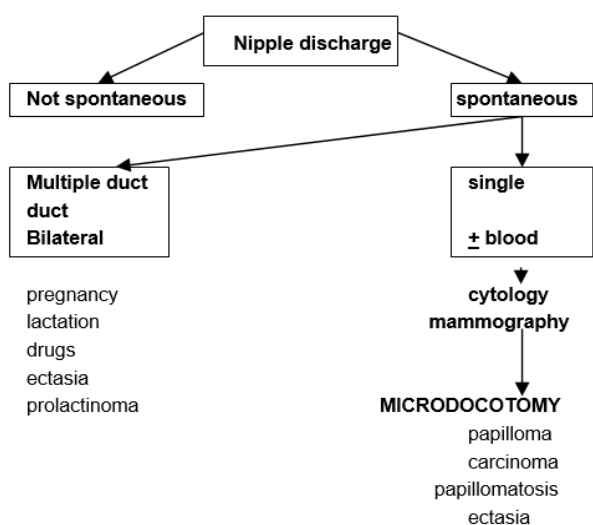 Nipple discharge
Not spontaneous
spontaneous
Multiple duct
duct
Bilateral
single
± blood
pregnancy
lactation
drugs
ectasia
prolactinoma
cytology
mammography
MICRODOCOTOMY
papilloma
carcinoma
papillomatosis
ectasia